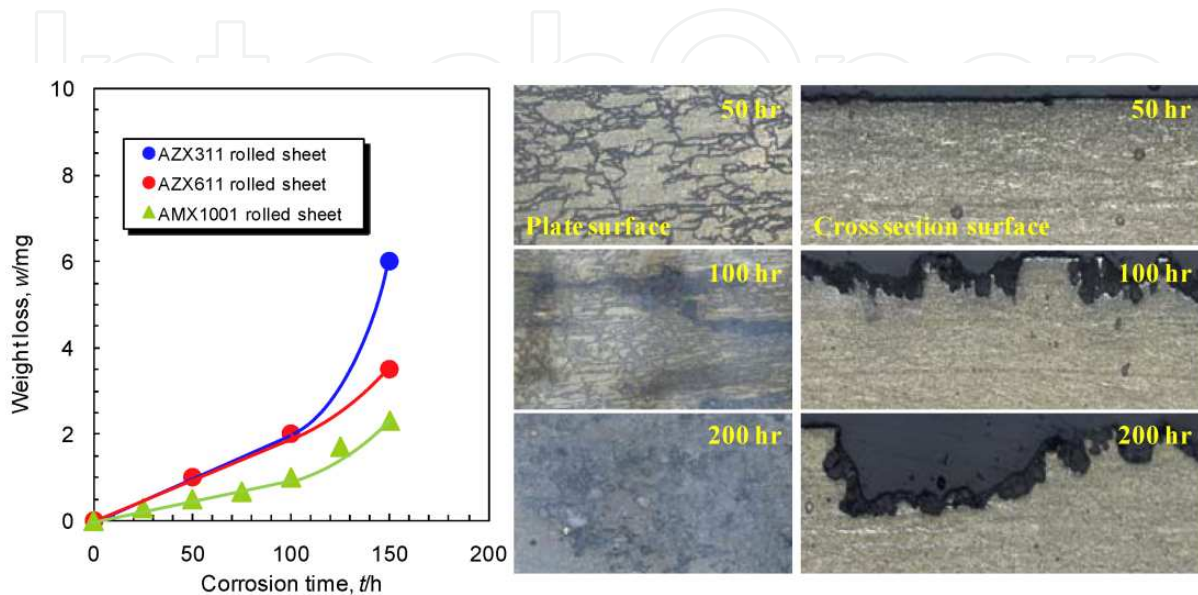 IntechOpen
10
8
6
4
2
0
Weight loss, w/mg
AZX311 rolled sheet
AZX611 rolled sheet
AMX1001 rolled sheet
0 50 100 150 200
Corrosion time, t/h
50 hr
Plate surface
100 hr
200 hr
50 hr
Cross section surface
100 hr
200 hr